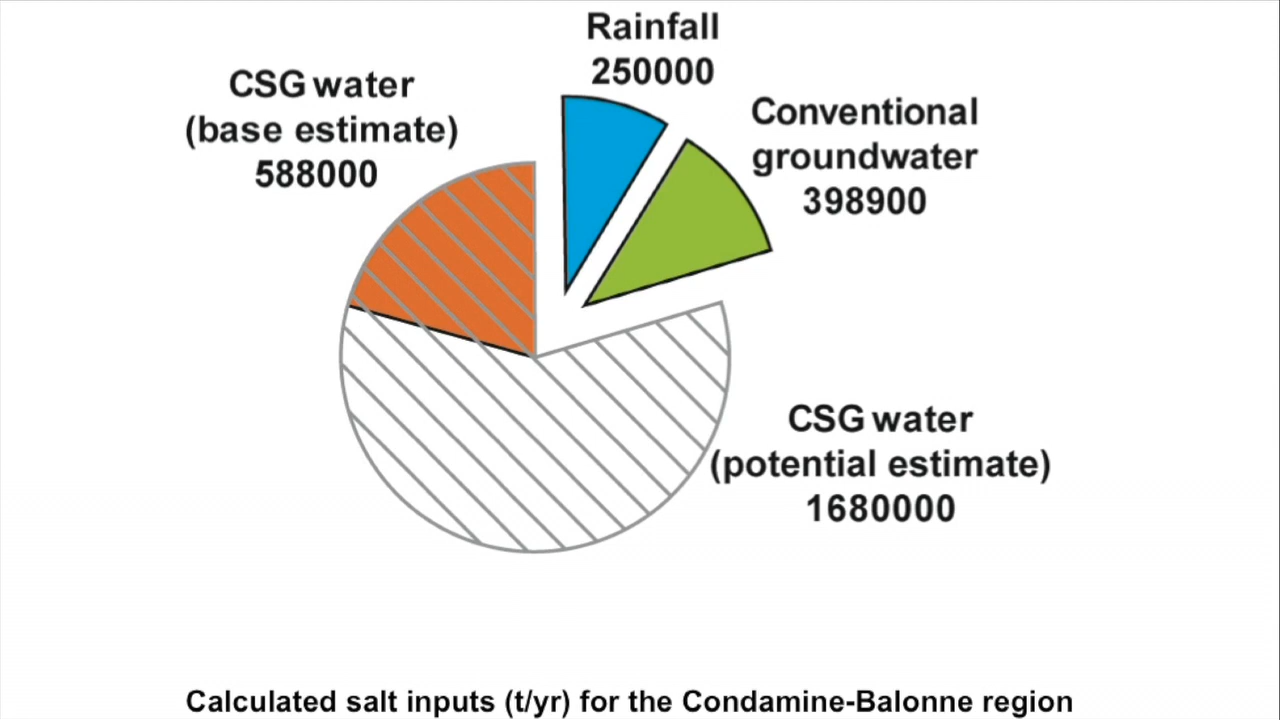 Rainfall
250000
CSG water
(base estimate)
588000
Conventional
groundwater
398900
CSG water
(potential estimate)
1680000
Calculated salt inputs (t/yr) for the Condamine-Balonne region